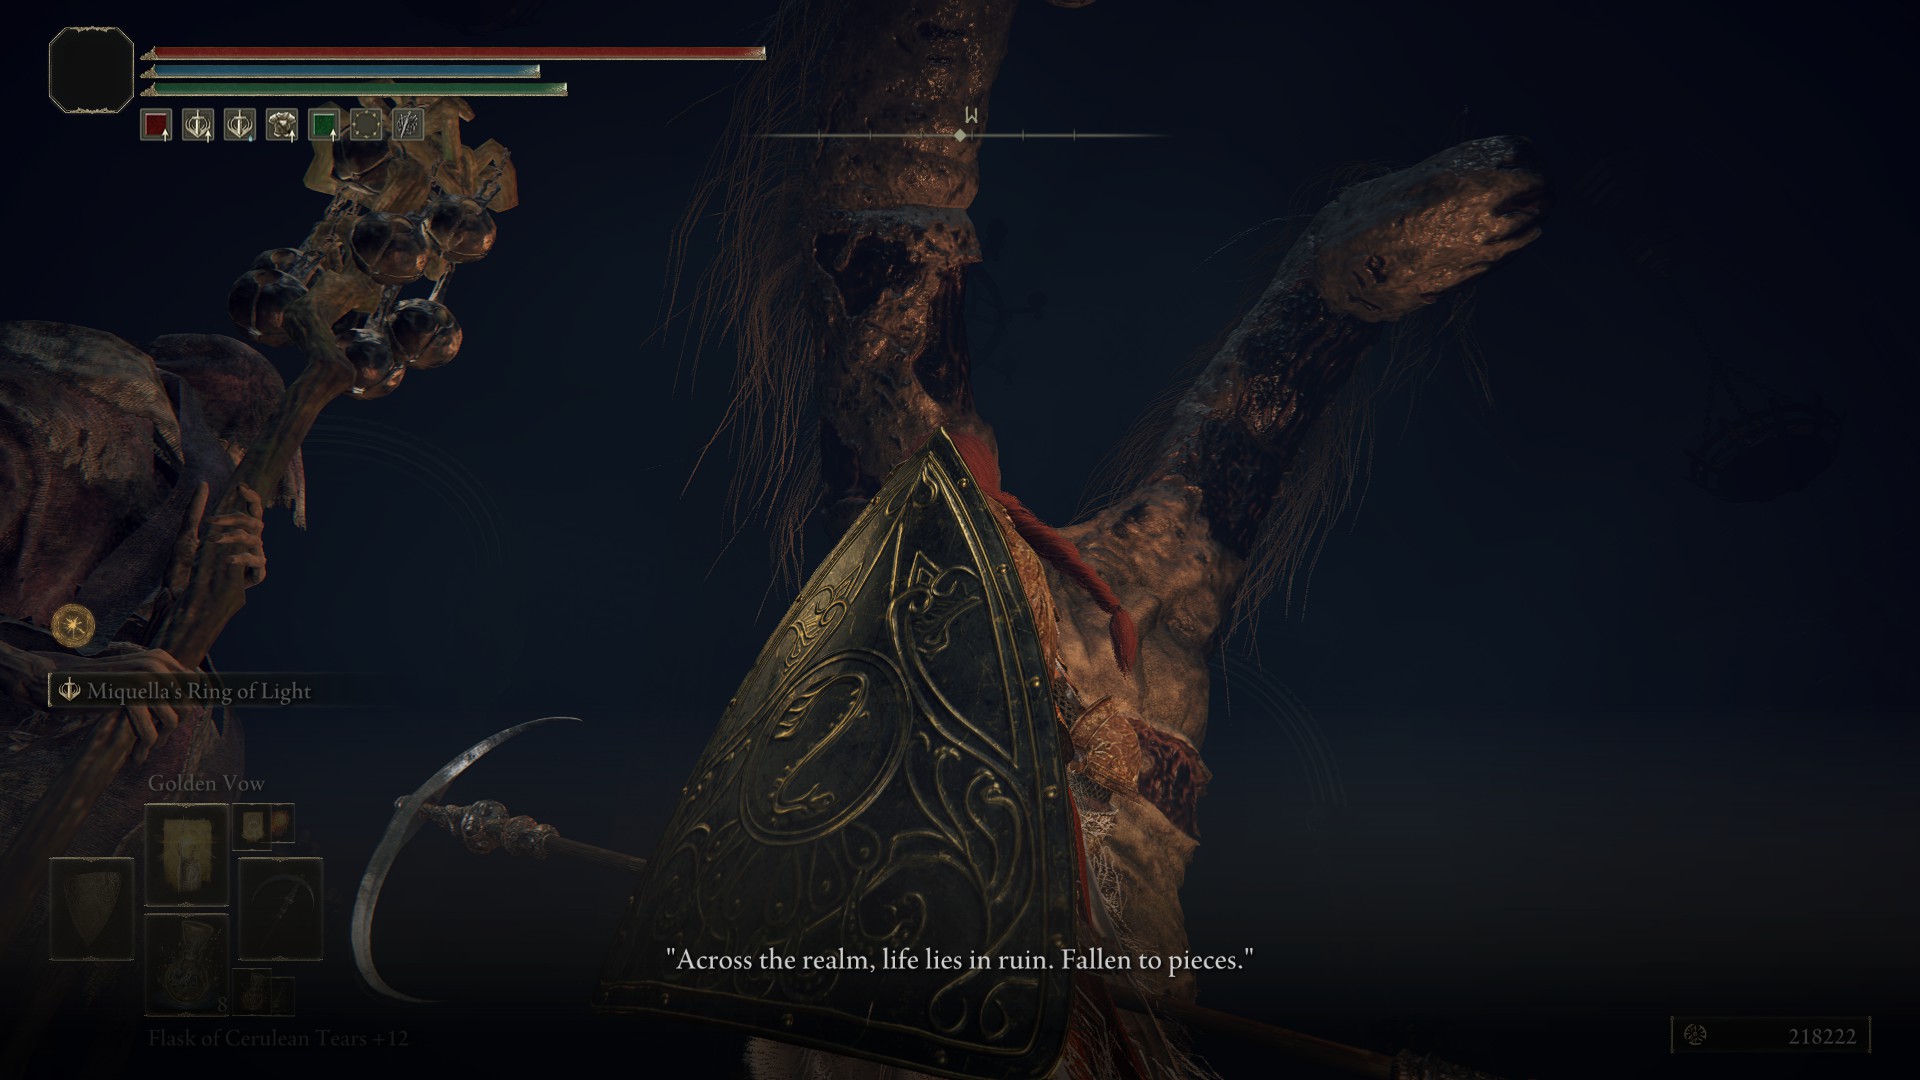 W
Miquella's Ring of Light
Golden Vow
8
Flask of Cerulean Tears +12
"Across the realm, life lies in ruin. Fallen to pieces."
218222